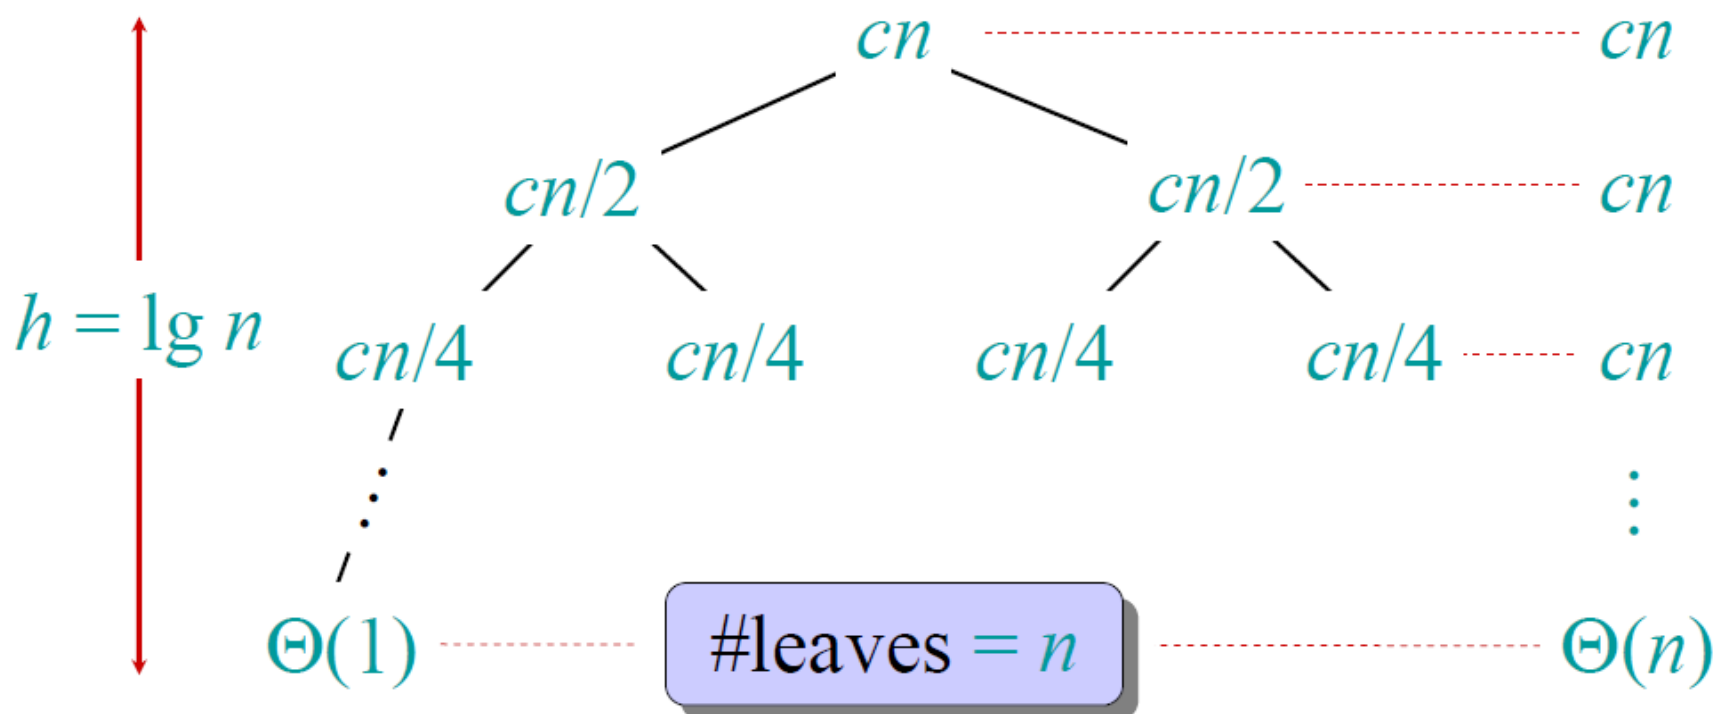 cn cn
cn/2 cn/2 cn
h = lg n
cn/4 cn/4 cn/4 cn/4 cn
⋮
Θ(1) #leaves = n Θ(n)